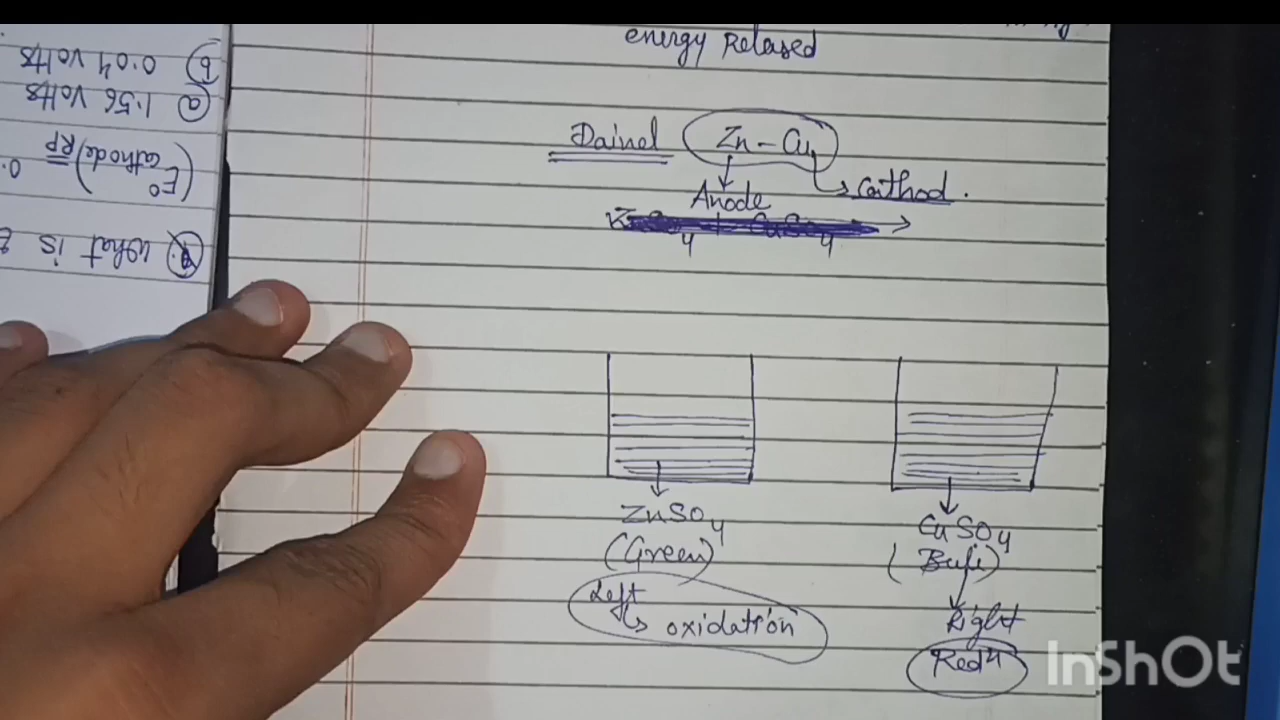 energy released
Dainel Zn - Cu
Anode
Cathod.
ZnSO4
(Green)
Left
↳ oxidation
CuSO4
Right
Redⁿ
b 0.04 volts
a 1.56 volts
(E°cathode)RP 0.
Q. What is
InShOt